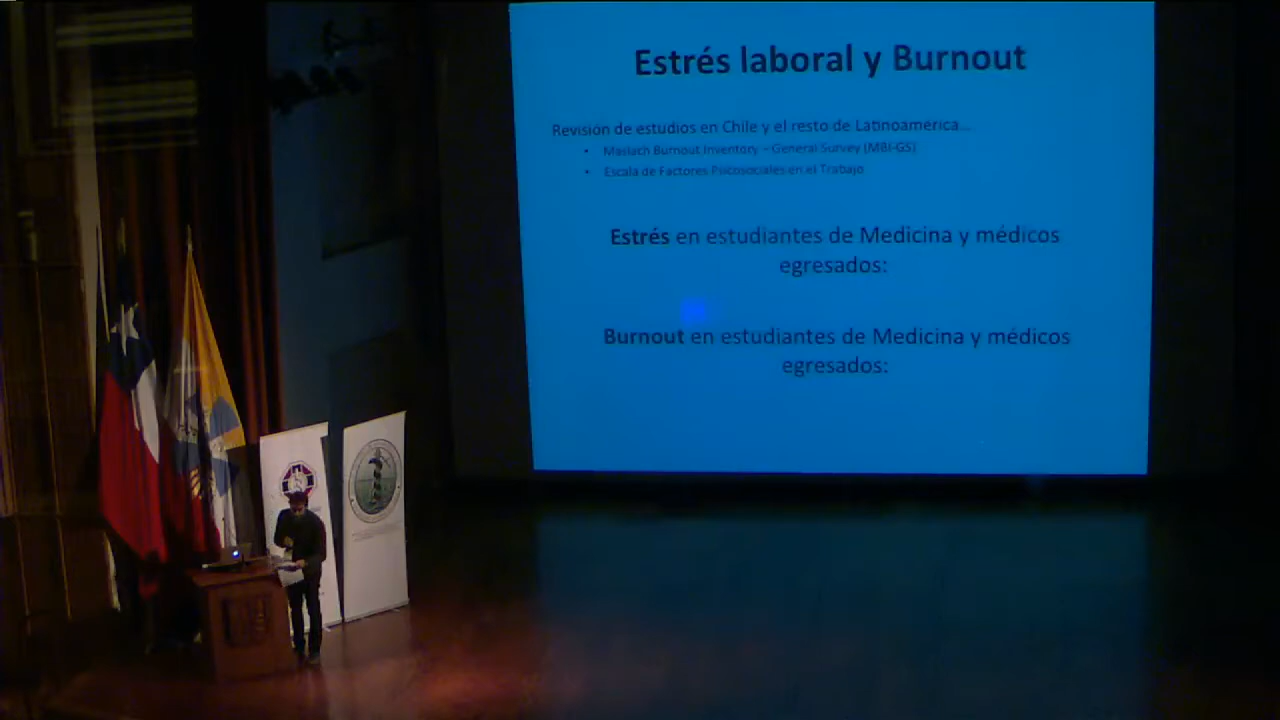 Estrés laboral y Burnout
Revisión de estudios en Chile y el resto de Latinoamérica...
• Maslach Burnout Inventory – General Survey (MBI-GS)
• Escala de Factores Psicosociales en el Trabajo
Estrés en estudiantes de Medicina y médicos
egresados:
Burnout en estudiantes de Medicina y médicos
egresados: